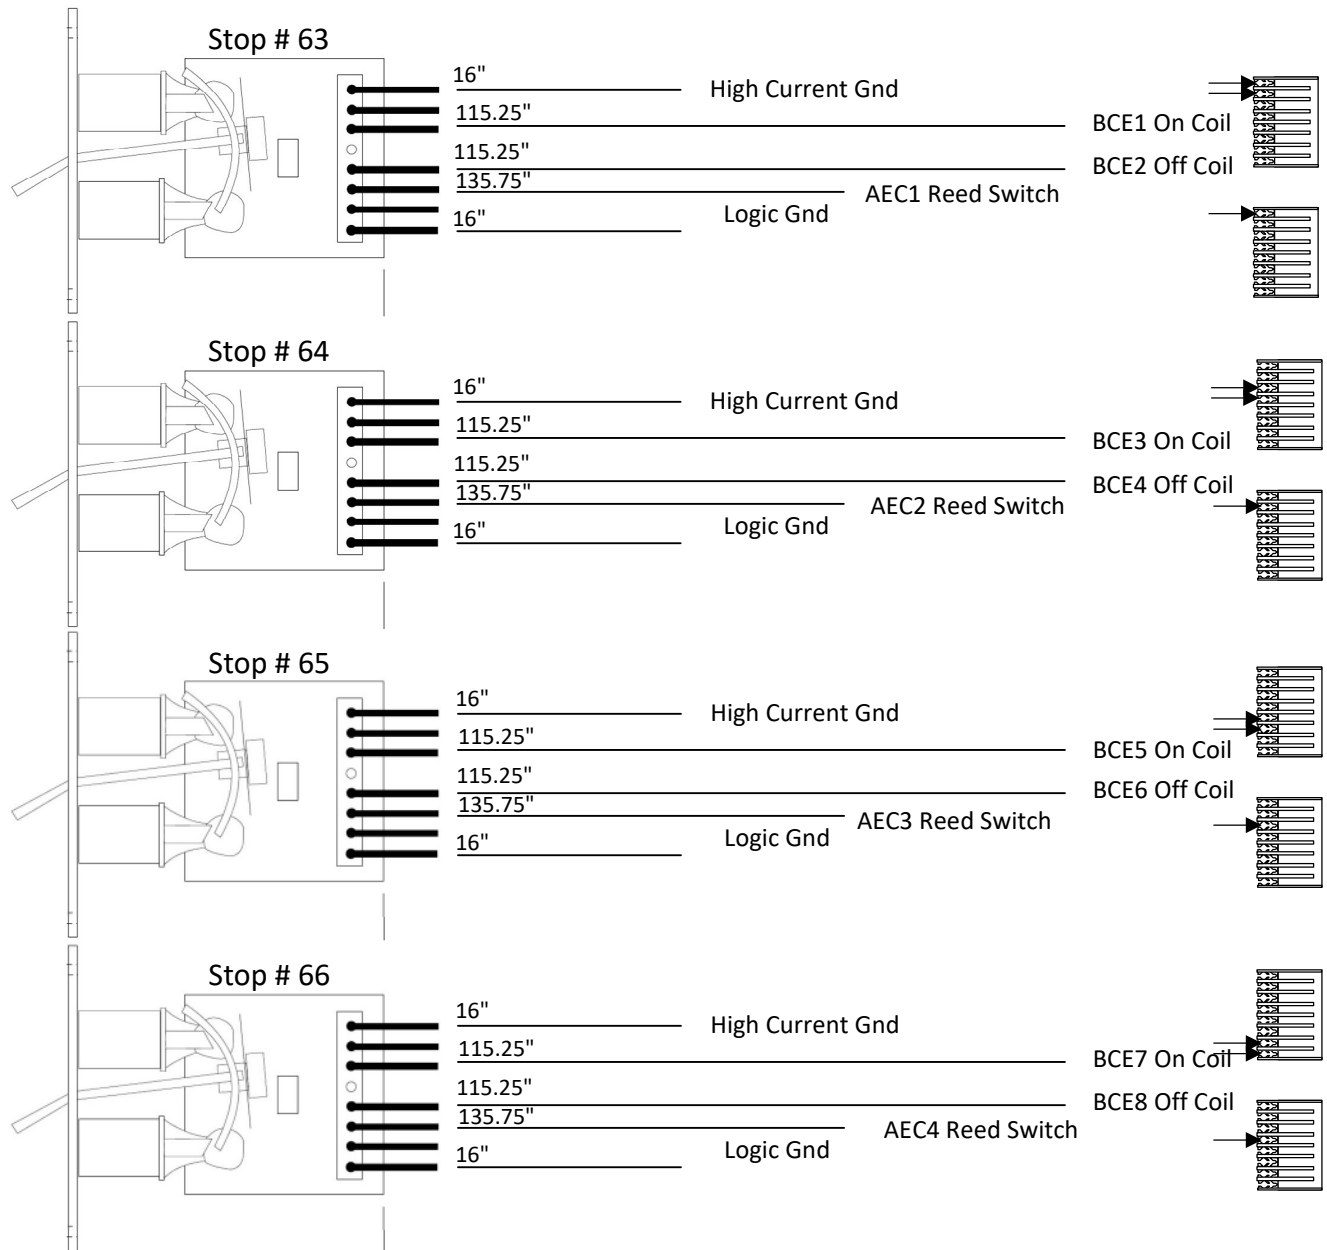 Stop # 63
16"
High Current Gnd
115.25"
BCE1 On Coil
115.25"
BCE2 Off Coil
135.75"
AEC1 Reed Switch
Logic Gnd
16"
Stop # 64
16"
High Current Gnd
115.25"
BCE3 On Coil
115.25"
BCE4 Off Coil
135.75"
AEC2 Reed Switch
Logic Gnd
16"
Stop # 65
16"
High Current Gnd
115.25"
BCE5 On Coil
115.25"
BCE6 Off Coil
135.75"
AEC3 Reed Switch
Logic Gnd
16"
Stop # 66
16"
High Current Gnd
115.25"
BCE7 On Coil
115.25"
BCE8 Off Coil
135.75"
AEC4 Reed Switch
Logic Gnd
16"